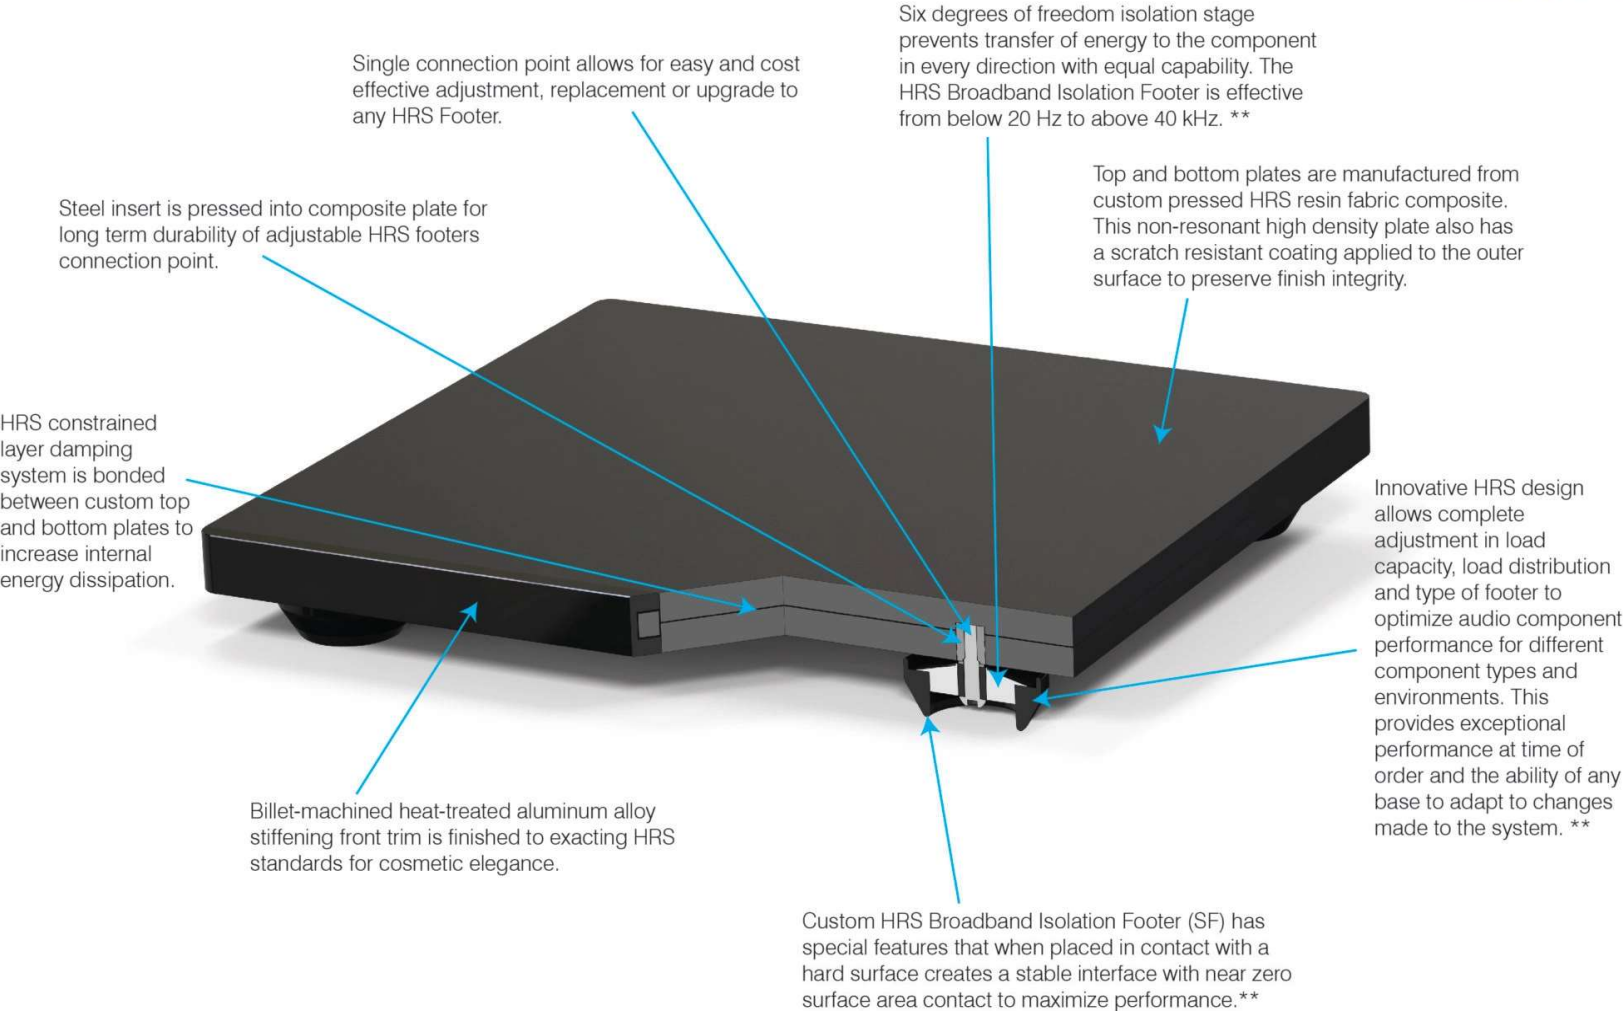 Six degrees of freedom isolation stage
prevents transfer of energy to the component
in every direction with equal capability. The
HRS Broadband Isolation Footer is effective
from below 20 Hz to above 40 kHz. **
Single connection point allows for easy and cost
effective adjustment, replacement or upgrade to
any HRS Footer.
Top and bottom plates are manufactured from
custom pressed HRS resin fabric composite.
This non-resonant high density plate also has
a scratch resistant coating applied to the outer
surface to preserve finish integrity.
Steel insert is pressed into composite plate for
long term durability of adjustable HRS footers
connection point.
HRS constrained
layer damping
system is bonded
between custom top
and bottom plates to
increase internal
energy dissipation.
Innovative HRS design
allows complete
adjustment in load
capacity, load distribution
and type of footer to
optimize audio component
performance for different
component types and
environments. This
provides exceptional
performance at time of
order and the ability of any
base to adapt to changes
made to the system. **
Billet-machined heat-treated aluminum alloy
stiffening front trim is finished to exacting HRS
standards for cosmetic elegance.
Custom HRS Broadband Isolation Footer (SF) has
special features that when placed in contact with a
hard surface creates a stable interface with near zero
surface area contact to maximize performance.**